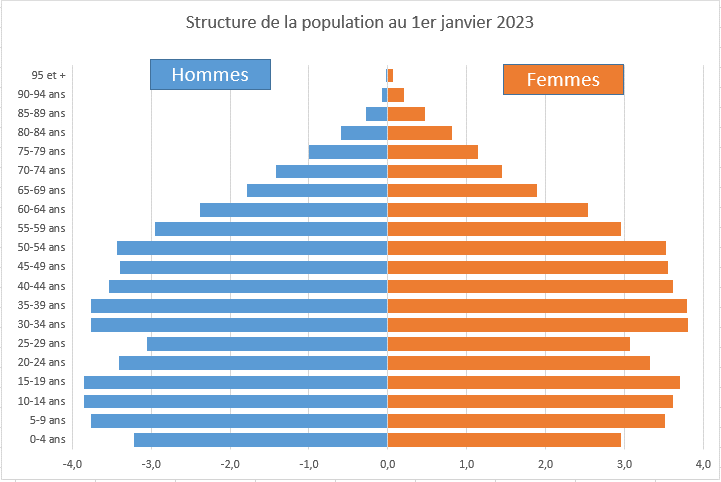 Structure de la population au 1er janvier 2023
Hommes
Femmes
95 et +
90-94 ans
85-89 ans
80-84 ans
75-79 ans
70-74 ans
65-69 ans
60-64 ans
55-59 ans
50-54 ans
45-49 ans
40-44 ans
35-39 ans
30-34 ans
25-29 ans
20-24 ans
15-19 ans
10-14 ans
5-9 ans
0-4 ans
-4,0 -3,0 -2,0 -1,0 0,0 1,0 2,0 3,0 4,0